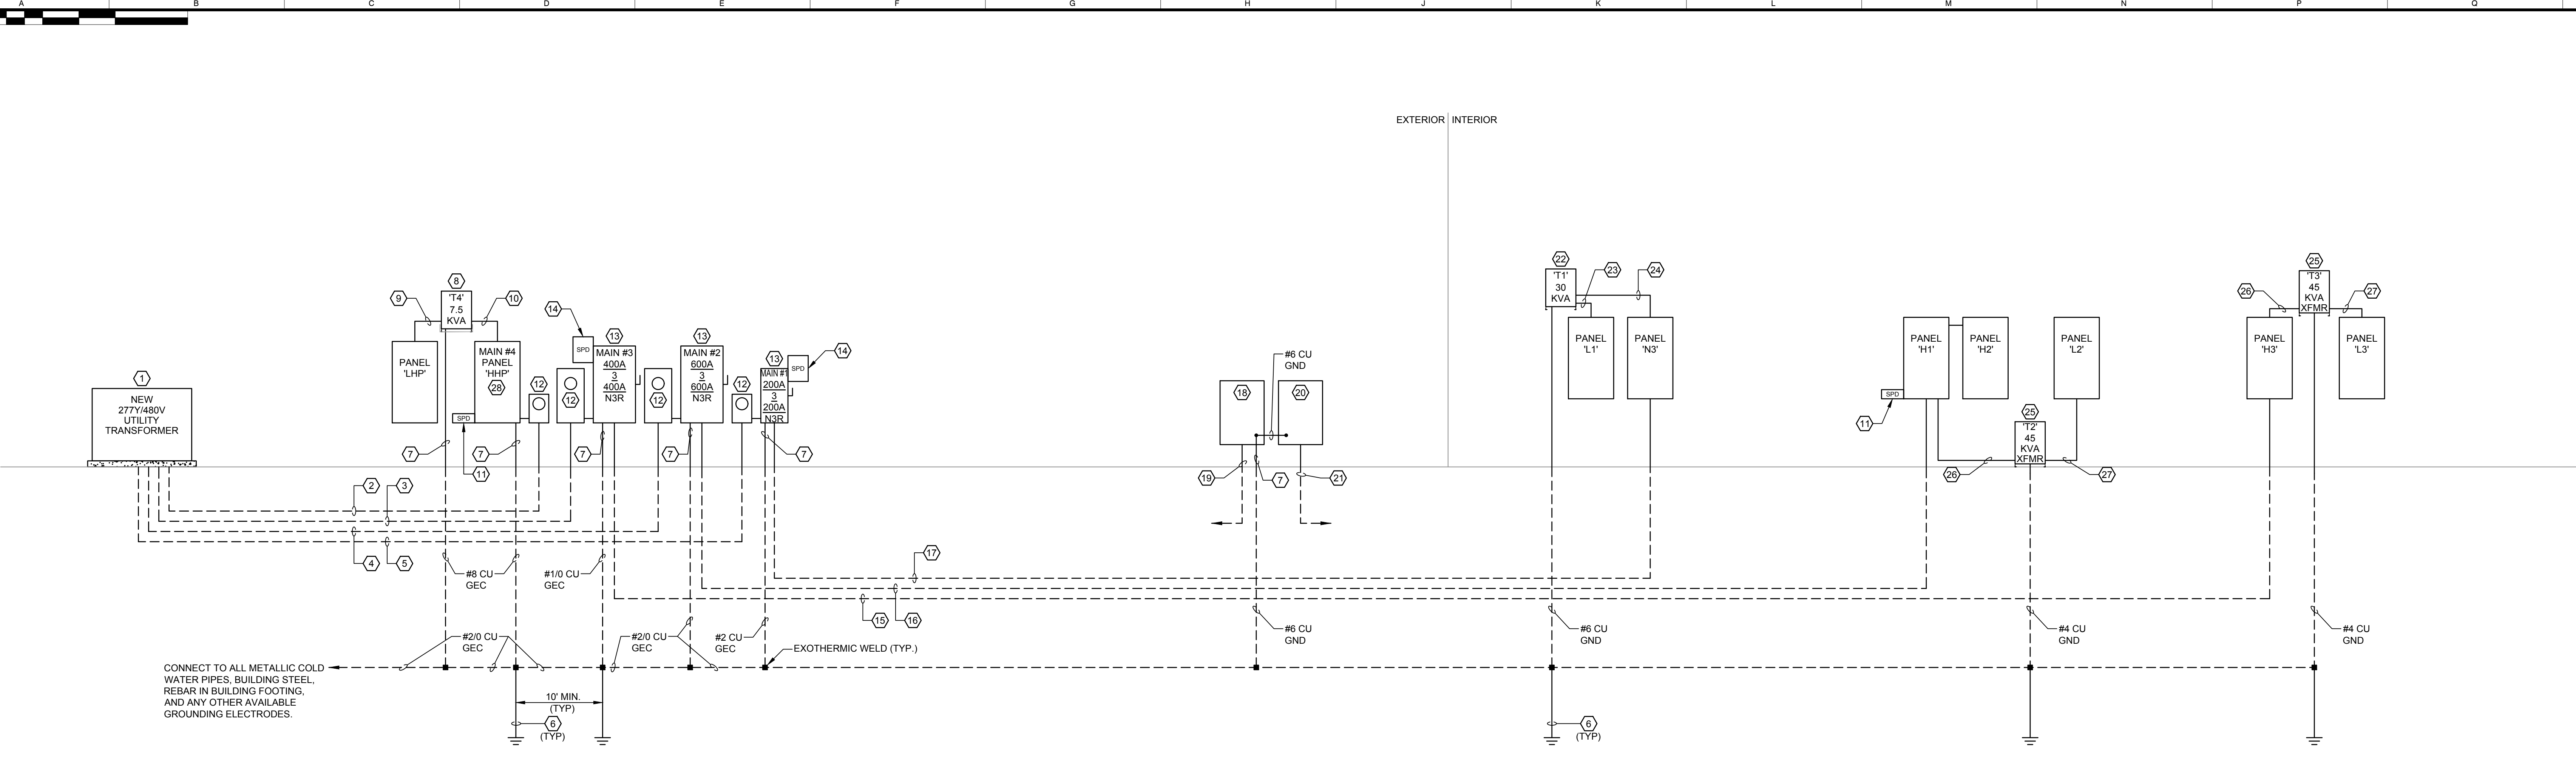 A B C D E F G H J K L M N P Q
EXTERIOR INTERIOR
1
NEW
277Y/480V
UTILITY
TRANSFORMER
8
'T4'
7.5
KVA
9
10
PANEL
'LHP'
MAIN #4
PANEL
'HHP'
28
SPD
11
12
12
14
SPD
13
MAIN #3
400A
3
400A
N3R
12
13
MAIN #2
600A
3
600A
N3R
12
13
MAIN #1
200A
3
200A
N3R
SPD
14
7
7
7
7
7
2
3
4
5
#8 CU
GEC
#1/0 CU
GEC
#2/0 CU
GEC
#2/0 CU
GEC
#2 CU
GEC
EXOTHERMIC WELD (TYP.)
CONNECT TO ALL METALLIC COLD
WATER PIPES, BUILDING STEEL,
REBAR IN BUILDING FOOTING,
AND ANY OTHER AVAILABLE
GROUNDING ELECTRODES.
10' MIN.
(TYP)
6
(TYP)
15
16
17
#6 CU
GND
18
20
19
7
21
#6 CU
GND
22
'T1'
30
KVA
23
24
PANEL
'L1'
PANEL
'N3'
#6 CU
GND
6
(TYP)
PANEL
'H1'
PANEL
'H2'
PANEL
'L2'
SPD
11
25
'T2'
45
KVA
XFMR
26
27
#4 CU
GND
25
'T3'
45
KVA
XFMR
26
27
PANEL
'H3'
PANEL
'L3'
#4 CU
GND